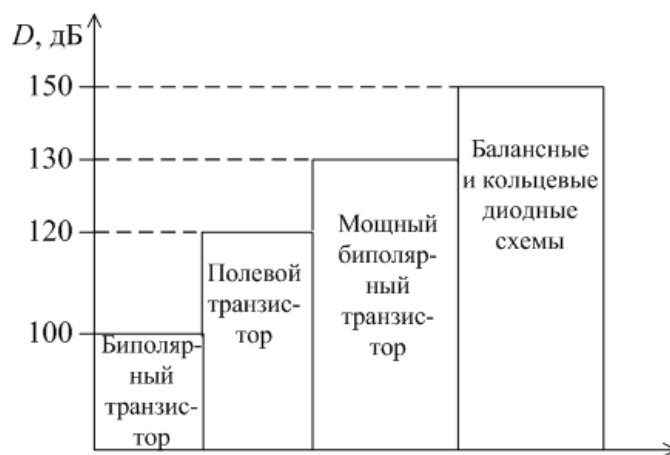 D, дБ
150
130
120
100
Биполяр-
ный
транзис-
тор
Полевой
транзис-
тор
Мощный
биполяр-
ный
транзис-
тор
Балансные
и кольцевые
диодные
схемы